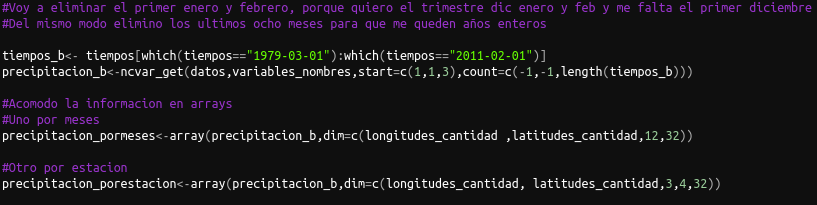 #Voy a eliminar el primer enero y febrero, porque quiero el trimestre dic enero y feb y me falta el primer diciembre
#Del mismo modo elimino los ultimos ocho meses para que me queden años enteros
tiempos_b<- tiempos[which(tiempos=="1979-03-01"):which(tiempos=="2011-02-01")]
precipitacion_b<-ncvar_get(datos,variables_nombres,start=c(1,1,3),count=c(-1,-1,length(tiempos_b)))
#Acomodo la informacion en arrays
#Uno por meses
precipitacion_pormeses<-array(precipitacion_b,dim=c(longitudes_cantidad ,latitudes_cantidad,12,32))
#Otro por estacion
precipitacion_porestacion<-array(precipitacion_b,dim=c(longitudes_cantidad, latitudes_cantidad,3,4,32))